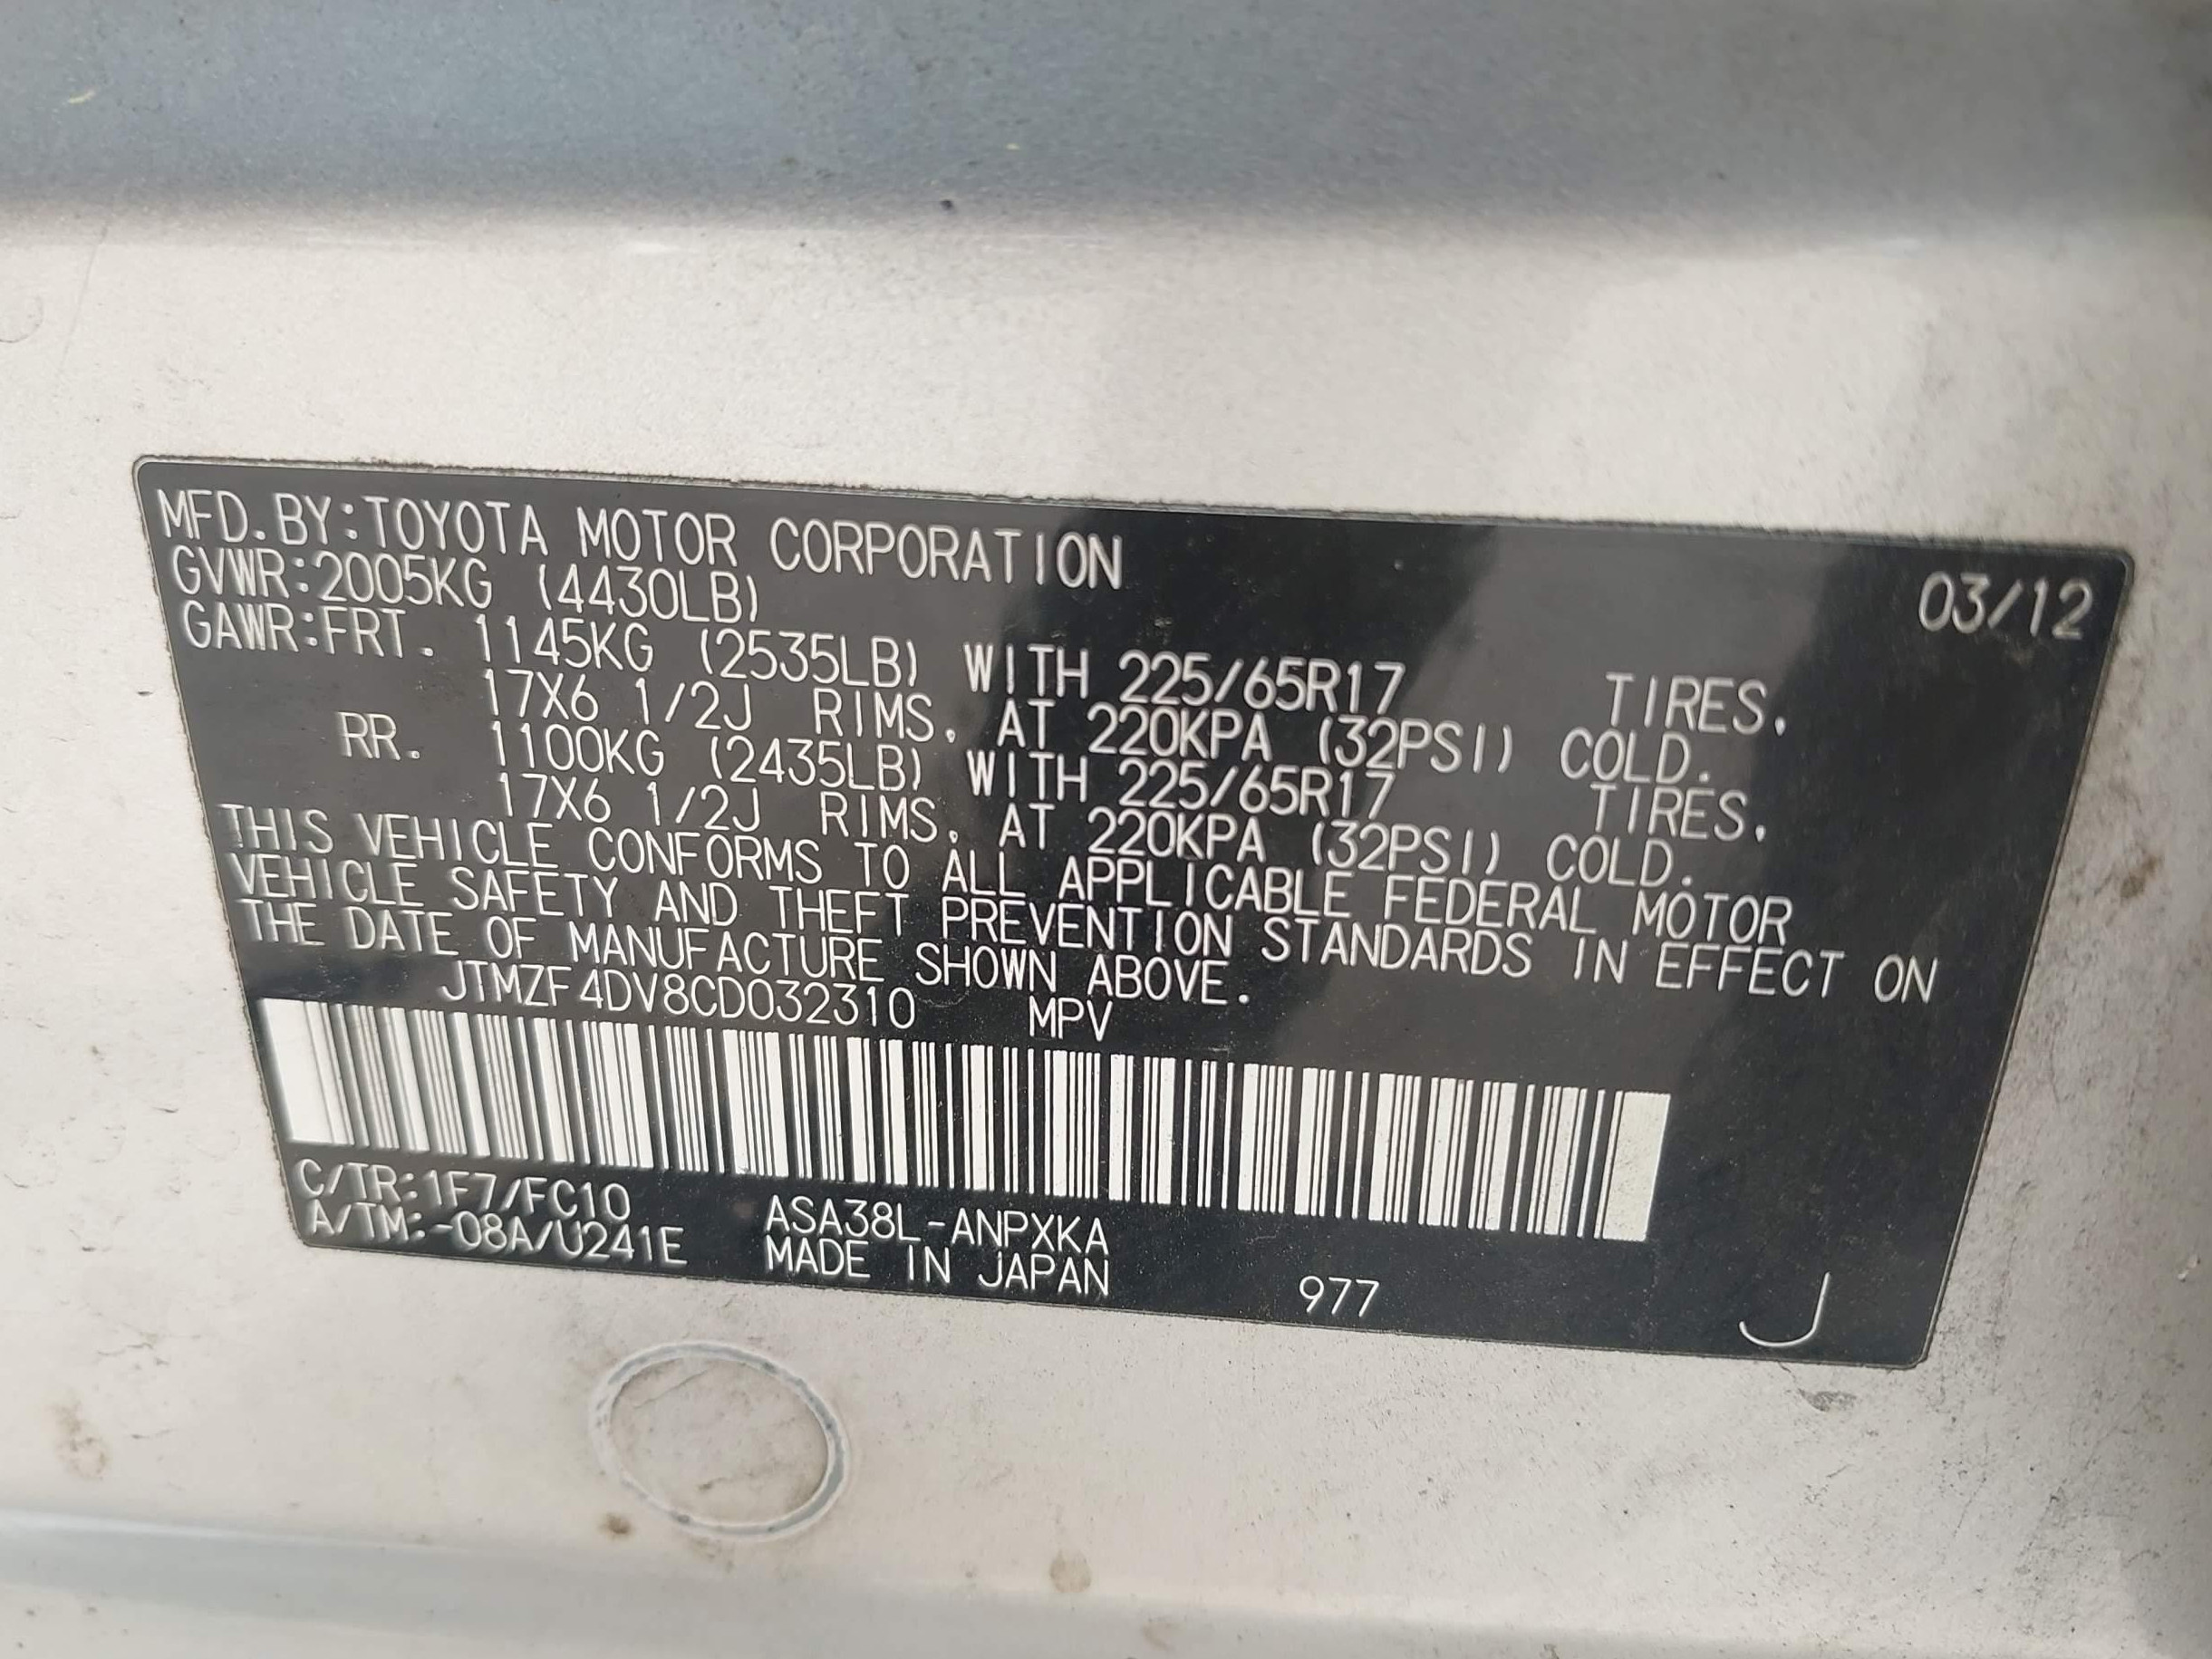 MFD.BY:TOYOTA MOTOR CORPORATION 03/12
GVWR:2005KG (4430LB)
GAWR:FRT. 1145KG (2535LB) WITH 225/65R17 TIRES.
17X6 1/2J RIMS, AT 220KPA (32PSI) COLD.
RR. 1100KG (2435LB) WITH 225/65R17 TIRES.
17X6 1/2J RIMS, AT 220KPA (32PSI) COLD.
THIS VEHICLE CONFORMS TO ALL APPLICABLE FEDERAL MOTOR
VEHICLE SAFETY AND THEFT PREVENTION STANDARDS IN EFFECT ON
THE DATE OF MANUFACTURE SHOWN ABOVE.
JTMZF4DV8CD032310 MPV
C/TR:1F7/FC10 ASA38L-ANPXKA
A/TM:-08A/U241E MADE IN JAPAN 977 J